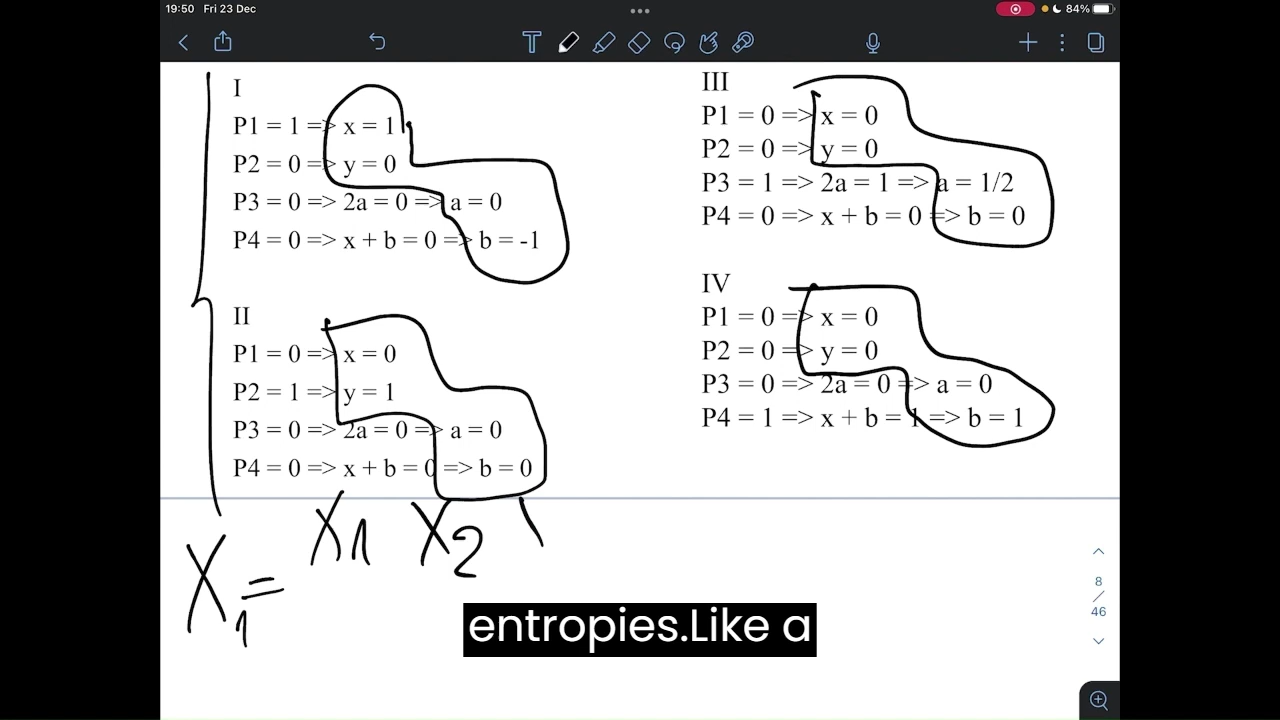 19:50 Fri 23 Dec
84%
I
P1 = 1 => x = 1
P2 = 0 => y = 0
P3 = 0 => 2a = 0 => a = 0
P4 = 0 => x + b = 0 => b = -1
II
P1 = 0 => x = 0
P2 = 1 => y = 1
P3 = 0 => 2a = 0 => a = 0
P4 = 0 => x + b = 0 => b = 0
III
P1 = 0 => x = 0
P2 = 0 => y = 0
P3 = 1 => 2a = 1 => a = 1/2
P4 = 0 => x + b = 0 => b = 0
IV
P1 = 0 => x = 0
P2 = 0 => y = 0
P3 = 0 => 2a = 0 => a = 0
P4 = 1 => x + b = 1 => b = 1
X1 X2 \
X1 =
8
/
46
entropies.Like a